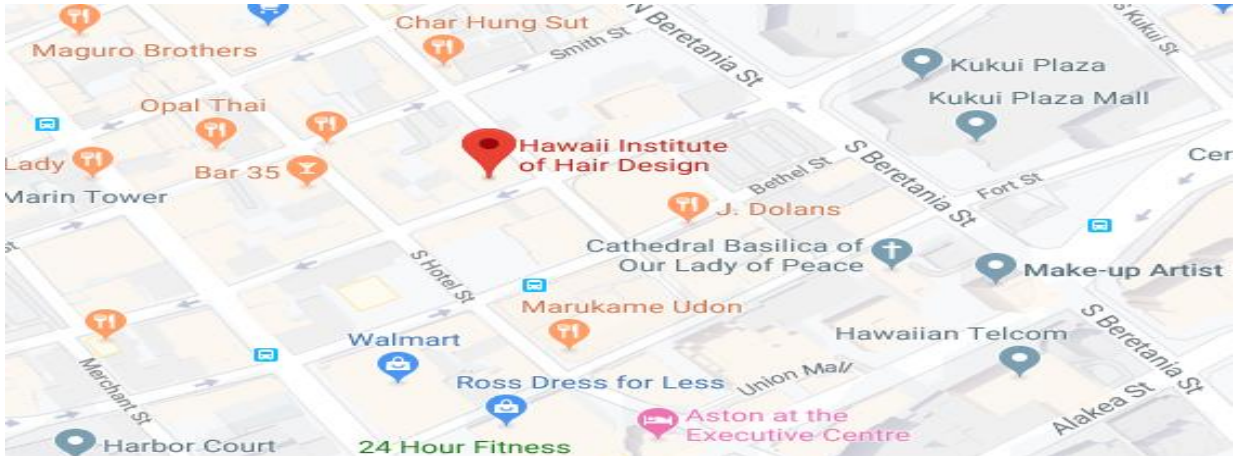 Char Hung Sut
Maguro Brothers
Smith St
N Beretania St
S Kukui St
Kukui Plaza
Kukui Plaza Mall
Opal Thai
Hawaii Institute
of Hair Design
Lady
Bar 35
Marin Tower
S Beretania St
Cer
Bethel St
Fort St
J. Dolans
Cathedral Basilica of
Our Lady of Peace
S Hotel St
Make-up Artist
Marukame Udon
Walmart
Hawaiian Telcom
S Beretania St
Merchant St
Ross Dress for Less
Union Mall
Alakea St
Aston at the
Executive Centre
Harbor Court
24 Hour Fitness